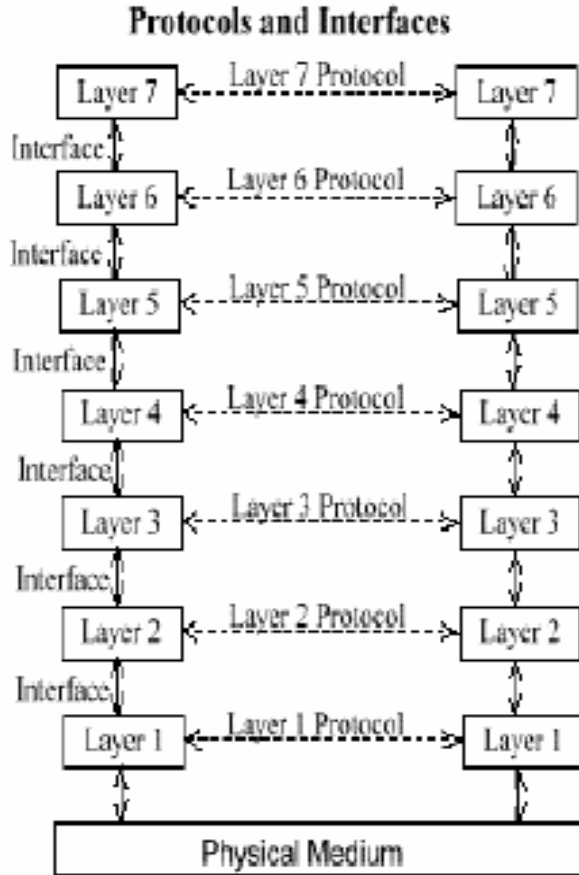 Protocols and Interfaces
Layer 7 Layer 7 Protocol Layer 7
Interface
Layer 6 Layer 6 Protocol Layer 6
Interface
Layer 5 Layer 5 Protocol Layer 5
Interface
Layer 4 Layer 4 Protocol Layer 4
Interface
Layer 3 Layer 3 Protocol Layer 3
Interface
Layer 2 Layer 2 Protocol Layer 2
Interface
Layer 1 Layer 1 Protocol Layer 1
Physical Medium